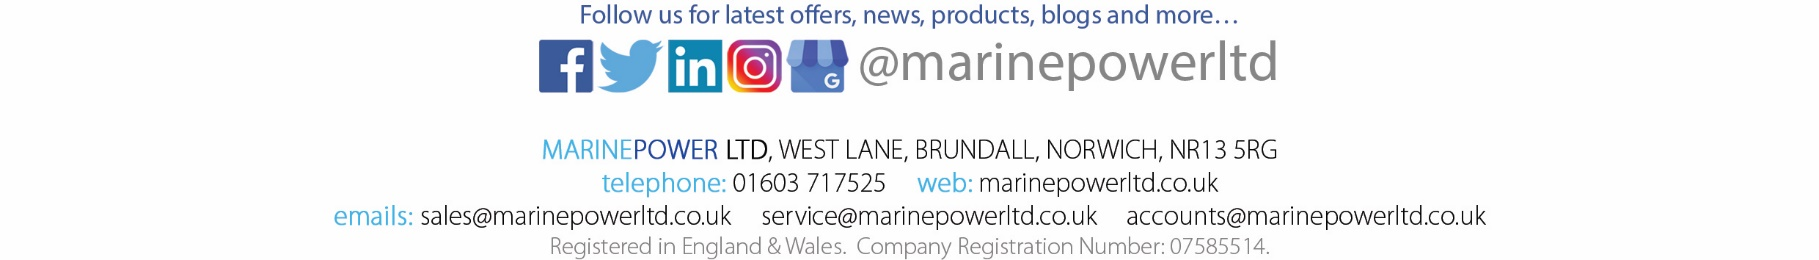 Follow us for latest offers, news, products, blogs and more…
f in G @marinepowerltd
MARINEPOWER LTD, WEST LANE, BRUNDALL, NORWICH, NR13 5RG
telephone: 01603 717525 web: marinepowerltd.co.uk
emails: sales@marinepowerltd.co.uk service@marinepowerltd.co.uk accounts@marinepowerltd.co.uk
Registered in England & Wales. Company Registration Number: 07585514.